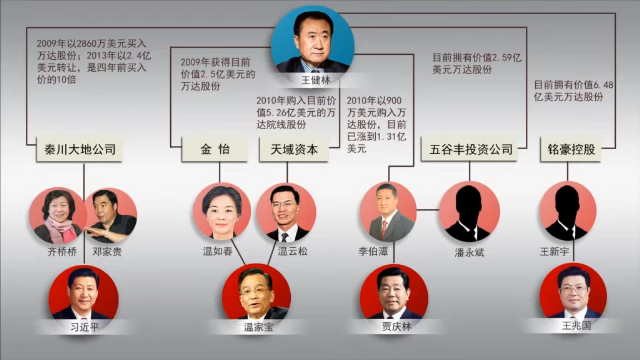 王健林
2009年以2860万美元买入
万达股份；2013年以2.4亿
美元转让，是四年前买入
价的10倍
2009年获得目前
价值2.5亿美元的
万达股份
2010年购入目前价
值5.26亿美元的万
达院线股份
2010年以900
万美元购入万
达股份，目前
已涨到1.31亿
美元
目前拥有价值2.59亿
美元万达股份
目前拥有价值6.48
亿美元万达股份
秦川大地公司
金 怡
天域资本
五谷丰投资公司
铭豪控股
齐桥桥
邓家贵
温如春
温云松
李伯潭
潘永斌
王新宇
习近平
温家宝
贾庆林
王兆国